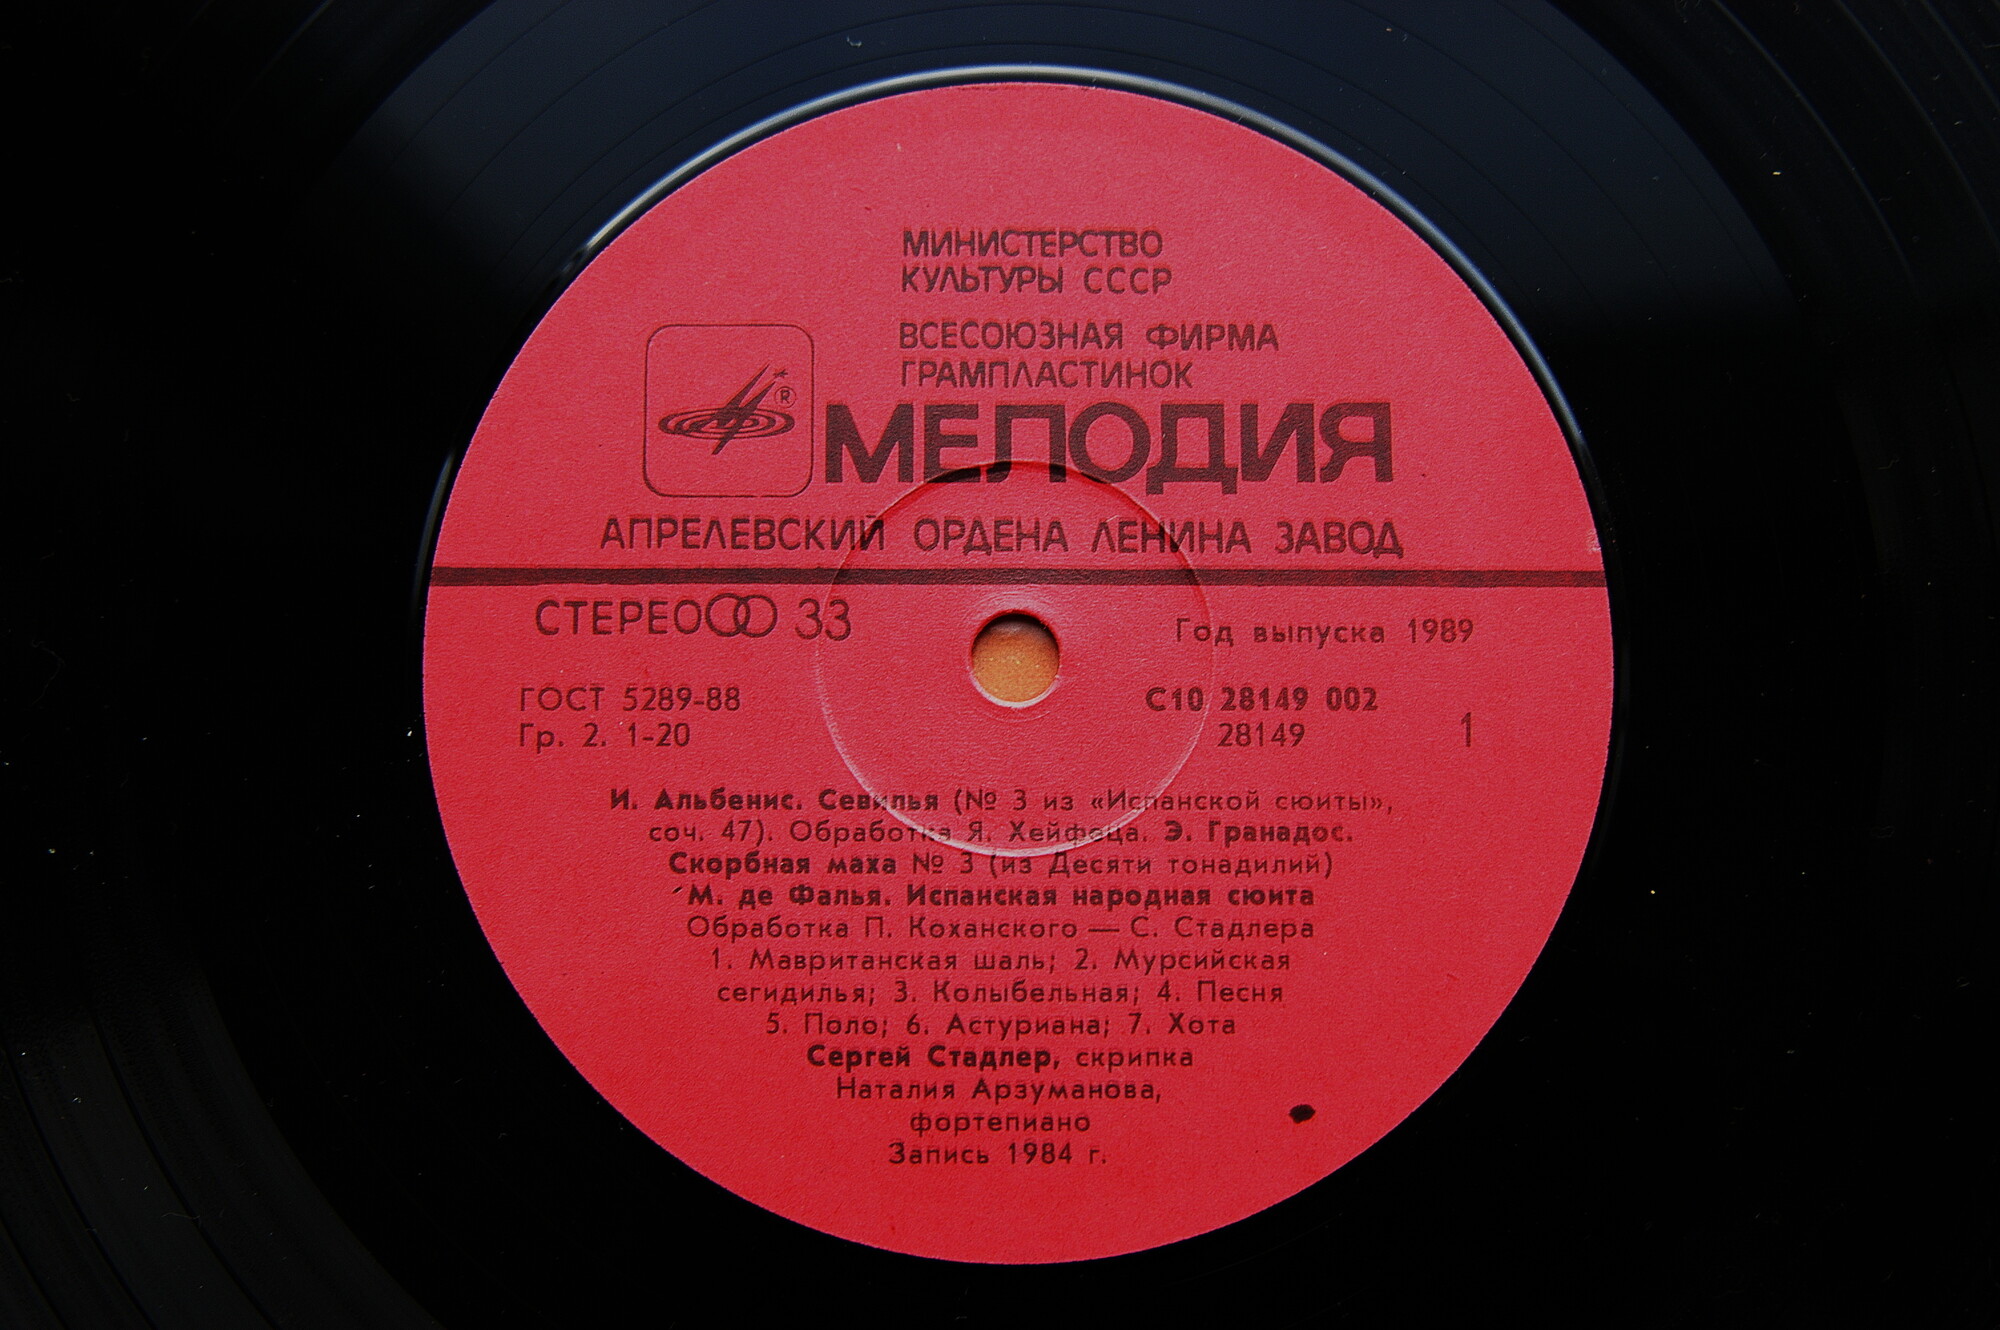 МИНИСТЕРСТВО
КУЛЬТУРЫ СССР
ВСЕСОЮЗНАЯ ФИРМА
ГРАМПЛАСТИНОК
®
МЕЛОДИЯ
АПРЕЛЕВСКИЙ ОРДЕНА ЛЕНИНА ЗАВОД
СТЕРЕО 33
Год выпуска 1989
ГОСТ 5289-88
С10 28149 002
Гр. 2. 1-20
28149
1
И. Альбенис. Севилья (№ 3 из «Испанской сюиты»,
соч. 47). Обработка Я. Хейфеца. Э. Гранадос.
Скорбная маха № 3 (из Десяти тонадилий)
М. де Фалья. Испанская народная сюита
Обработка П. Коханского — С. Стадлера
1. Мавританская шаль; 2. Мурсийская
сегидилья; 3. Колыбельная; 4. Песня
5. Поло; 6. Астуриана; 7. Хота
Сергей Стадлер, скрипка
Наталия Арзуманова,
фортепиано
Запись 1984 г.